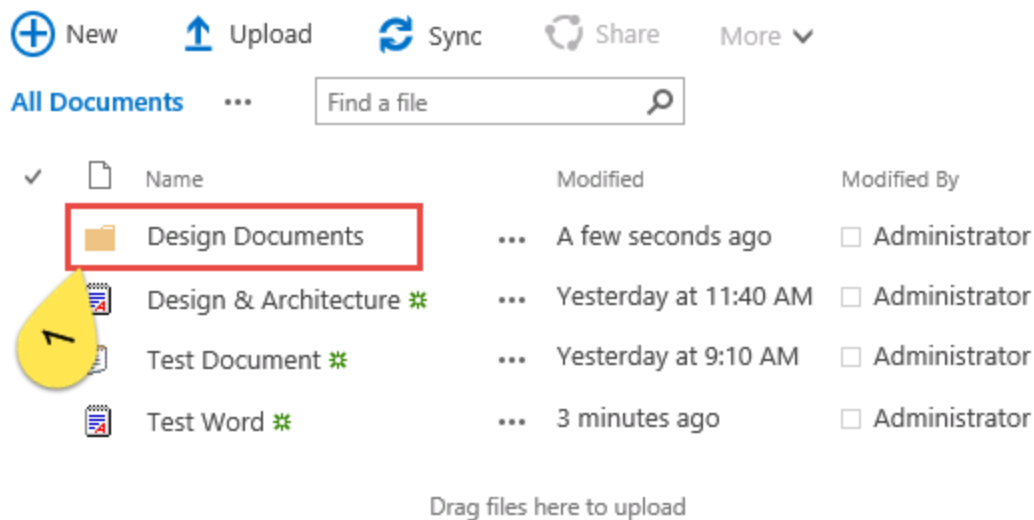 New Upload Sync Share More
All Documents ... Find a file
Name Modified Modified By
Design Documents ... A few seconds ago Administrator
Design & Architecture ... Yesterday at 11:40 AM Administrator
1
Test Document ... Yesterday at 9:10 AM Administrator
Test Word ... 3 minutes ago Administrator
Drag files here to upload